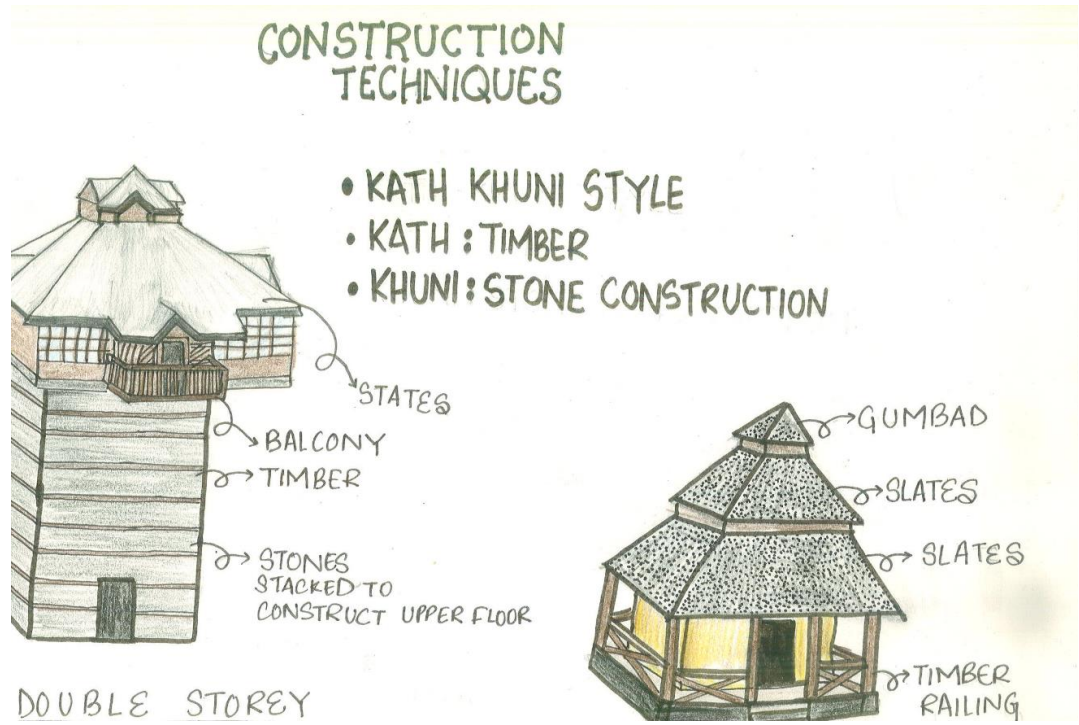 CONSTRUCTION
TECHNIQUES
• KATH KHUNI STYLE
• KATH : TIMBER
• KHUNI : STONE CONSTRUCTION
STATES
BALCONY
TIMBER
STONES
STACKED TO
CONSTRUCT UPPER FLOOR
DOUBLE STOREY
GUMBAD
SLATES
SLATES
TIMBER
RAILING